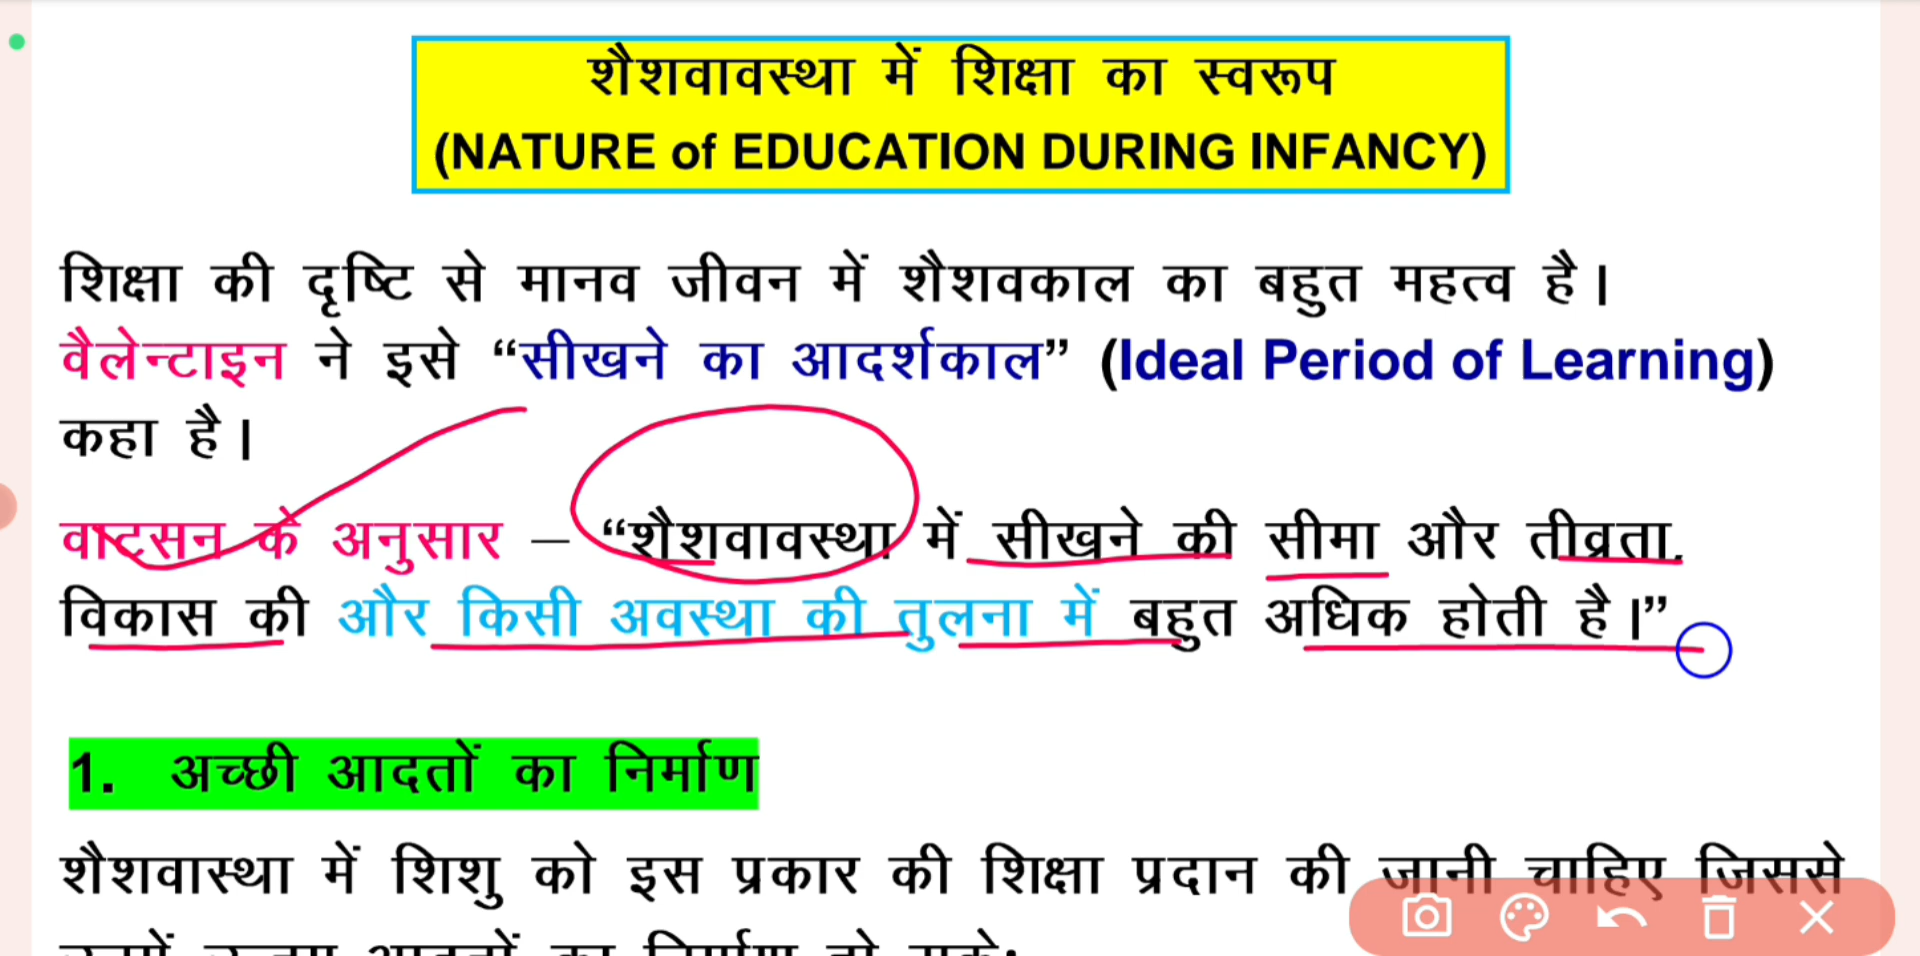 शैशवावस्था में शिक्षा का स्वरूप
(NATURE of EDUCATION DURING INFANCY)
शिक्षा की दृष्टि से मानव जीवन में शैशवकाल का बहुत महत्व है।
वैलेन्टाइन ने इसे “सीखने का आदर्शकाल” (Ideal Period of Learning)
कहा है।
वाटसन के अनुसार – “शैशवावस्था में सीखने की सीमा और तीव्रता,
विकास की और किसी अवस्था की तुलना में बहुत अधिक होती है।”
1. अच्छी आदतों का निर्माण
शैशवास्था में शिशु को इस प्रकार की शिक्षा प्रदान की जानी चाहिए जिससे